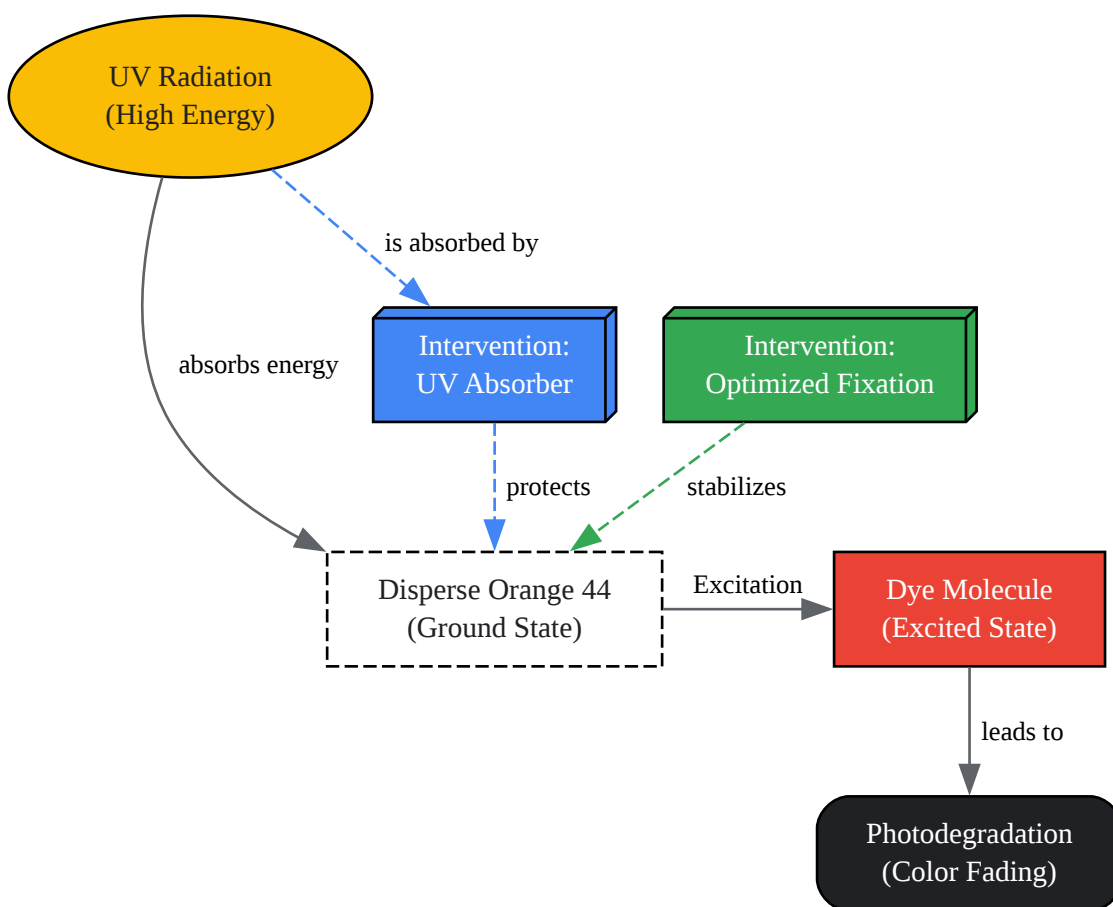 UV Radiation
(High Energy)
is absorbed by
Intervention:
UV Absorber
Intervention:
Optimized Fixation
absorbs energy
protects
stabilizes
Disperse Orange 44
(Ground State)
Excitation
Dye Molecule
(Excited State)
leads to
Photodegradation
(Color Fading)